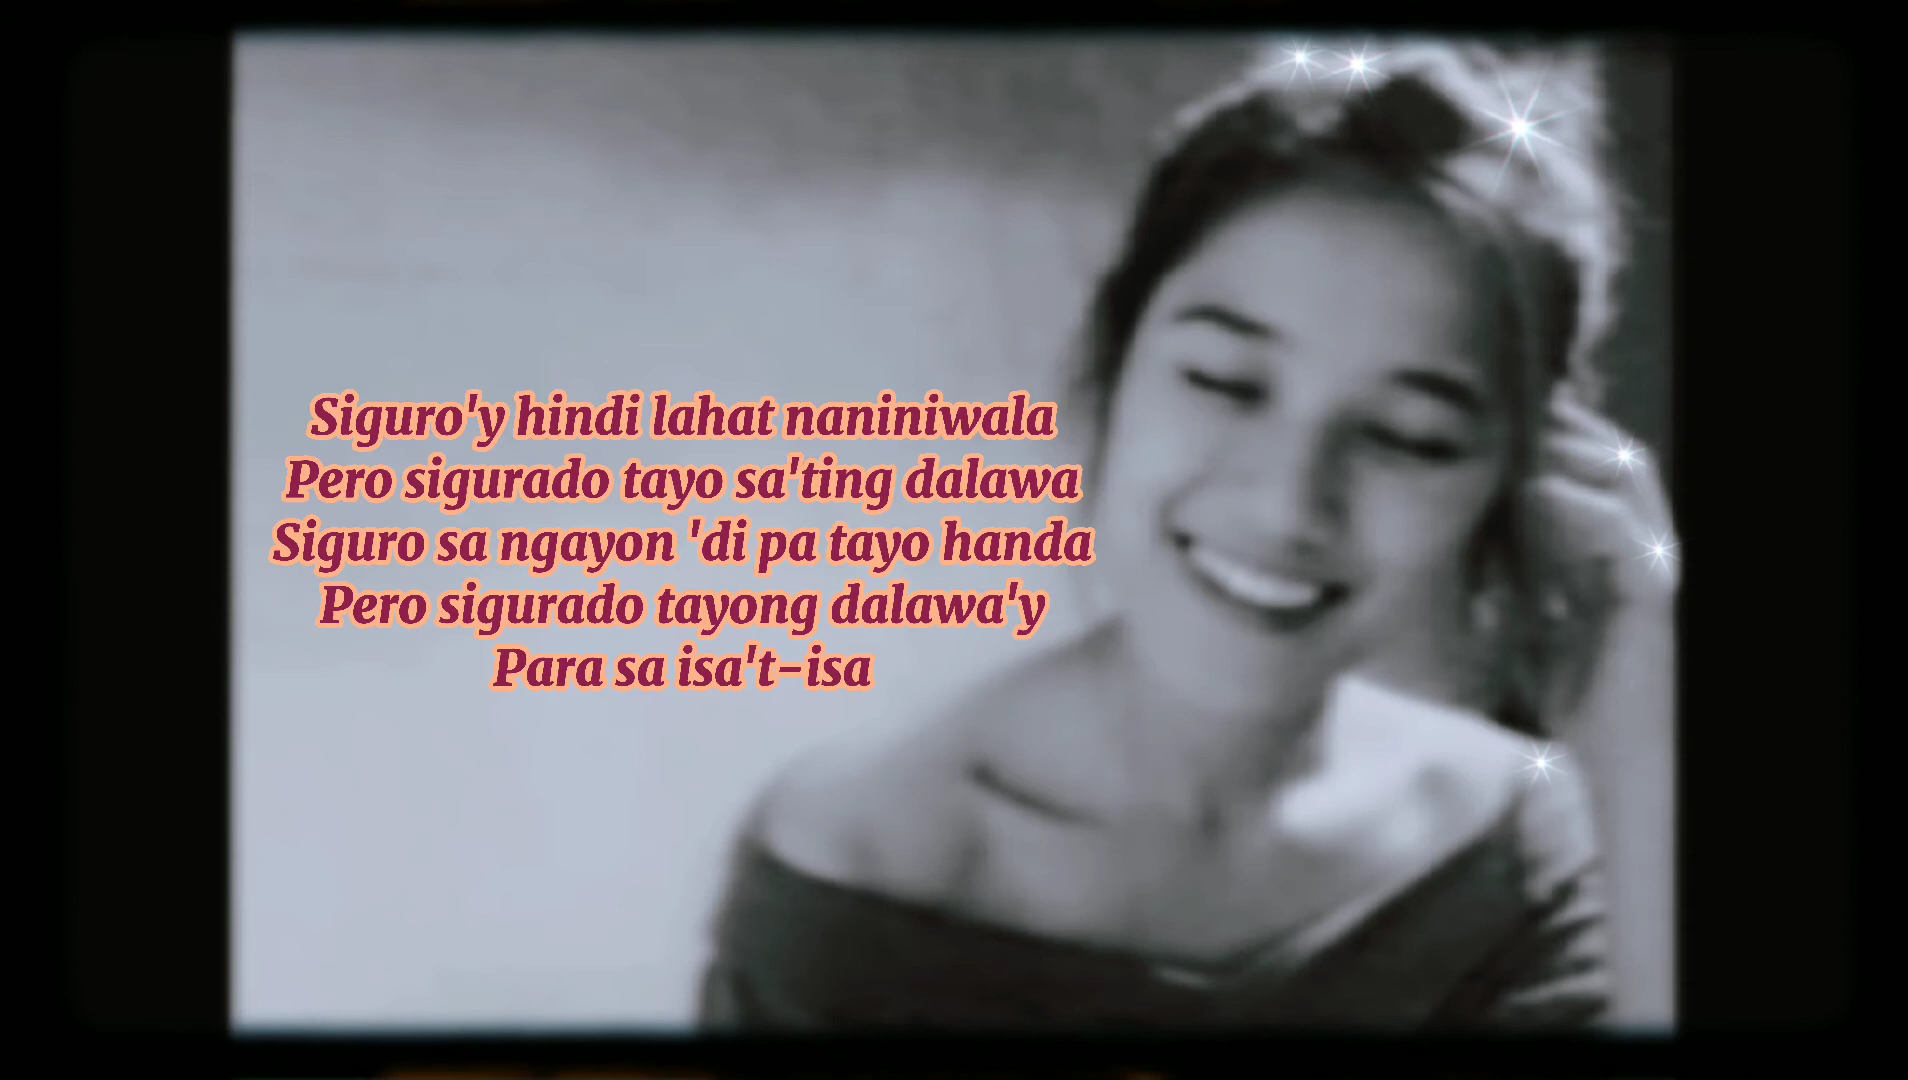 Siguro'y hindi lahat naniniwala
Pero sigurado tayo sa'ting dalawa
Siguro sa ngayon 'di pa tayo handa
Pero sigurado tayong dalawa'y
Para sa isa't-isa